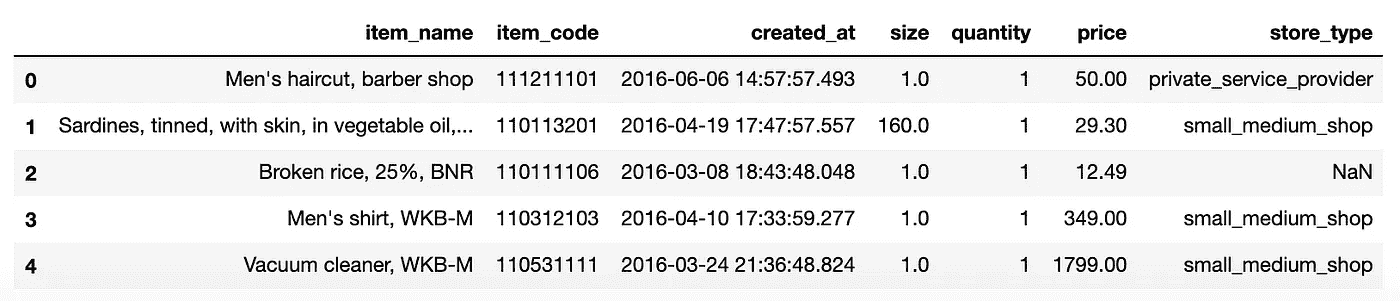 item_name item_code created_at size quantity price store_type
0 Men's haircut, barber shop 111211101 2016-06-06 14:57:57.493 1.0 1 50.00 private_service_provider
1 Sardines, tinned, with skin, in vegetable oil,... 110113201 2016-04-19 17:47:57.557 160.0 1 29.30 small_medium_shop
2 Broken rice, 25%, BNR 110111106 2016-03-08 18:43:48.048 1.0 1 12.49 NaN
3 Men's shirt, WKB-M 110312103 2016-04-10 17:33:59.277 1.0 1 349.00 small_medium_shop
4 Vacuum cleaner, WKB-M 110531111 2016-03-24 21:36:48.824 1.0 1 1799.00 small_medium_shop